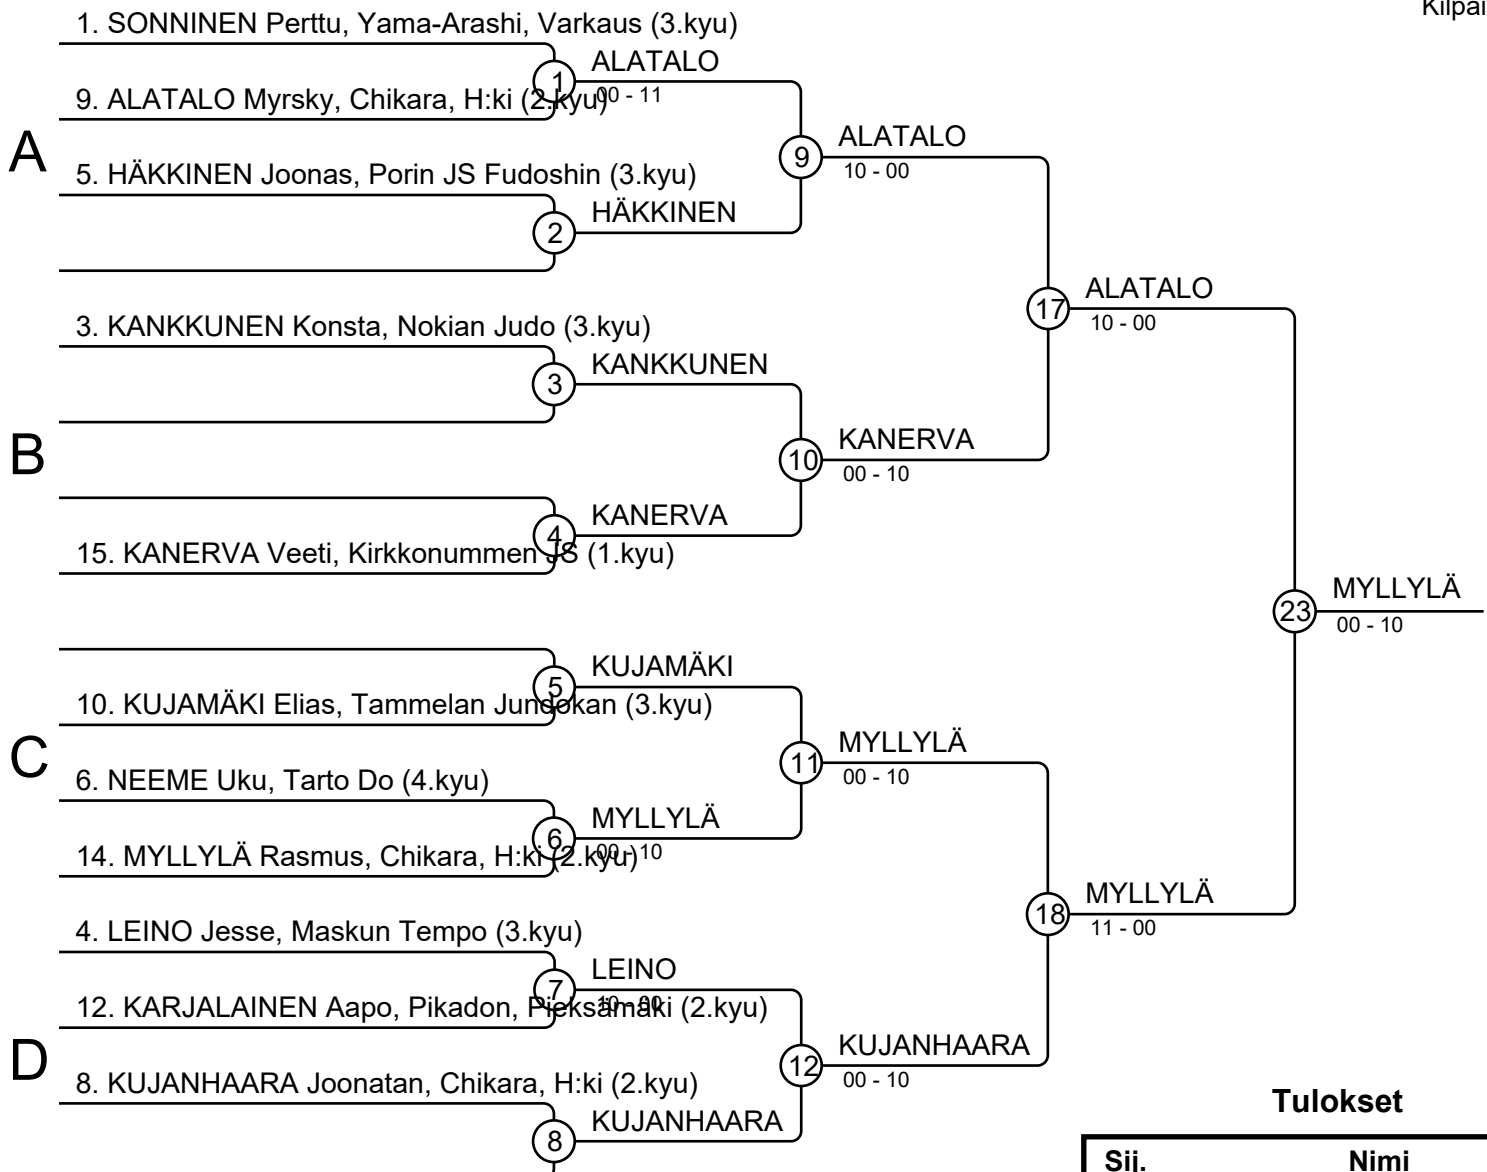 Kilpai
1. SONNINEN Perttu, Yama-Arashi, Varkaus (3.kyu)
1
ALATALO
00 - 11
9. ALATALO Myrsky, Chikara, H:ki (2.kyu)
A
9
ALATALO
10 - 00
5. HÄKKINEN Joonas, Porin JS Fudoshin (3.kyu)
2
HÄKKINEN
17
ALATALO
10 - 00
3. KANKKUNEN Konsta, Nokian Judo (3.kyu)
3
KANKKUNEN
B
10
KANERVA
00 - 10
4
KANERVA
15. KANERVA Veeti, Kirkkonummen JS (1.kyu)
23
MYLLYLÄ
00 - 10
5
KUJAMÄKI
10. KUJAMÄKI Elias, Tammelan Jundokan (3.kyu)
C
11
MYLLYLÄ
00 - 10
6. NEEME Uku, Tarto Do (4.kyu)
6
MYLLYLÄ
00 - 10
14. MYLLYLÄ Rasmus, Chikara, H:ki (2.kyu)
18
MYLLYLÄ
11 - 00
4. LEINO Jesse, Maskun Tempo (3.kyu)
7
LEINO
10 - 00
12. KARJALAINEN Aapo, Pikadon, Pieksämäki (2.kyu)
D
12
KUJANHAARA
00 - 10
8. KUJANHAARA Joonatan, Chikara, H:ki (2.kyu)
8
KUJANHAARA
Tulokset
Sij. Nimi